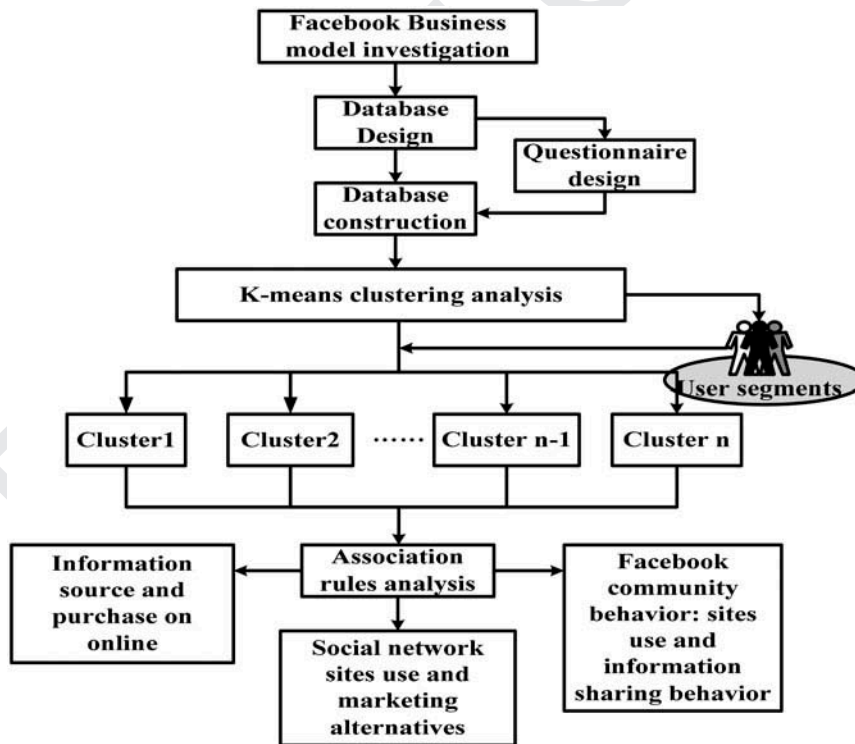 Facebook Business
model investigation
Database
Design
Questionnaire
design
Database
construction
K-means clustering analysis
User segments
Cluster1
Cluster2
······
Cluster n-1
Cluster n
Information
source and
purchase on
online
Association
rules analysis
Facebook
community
behavior: sites
use and
information
sharing behavior
Social network
sites use and
marketing
alternatives